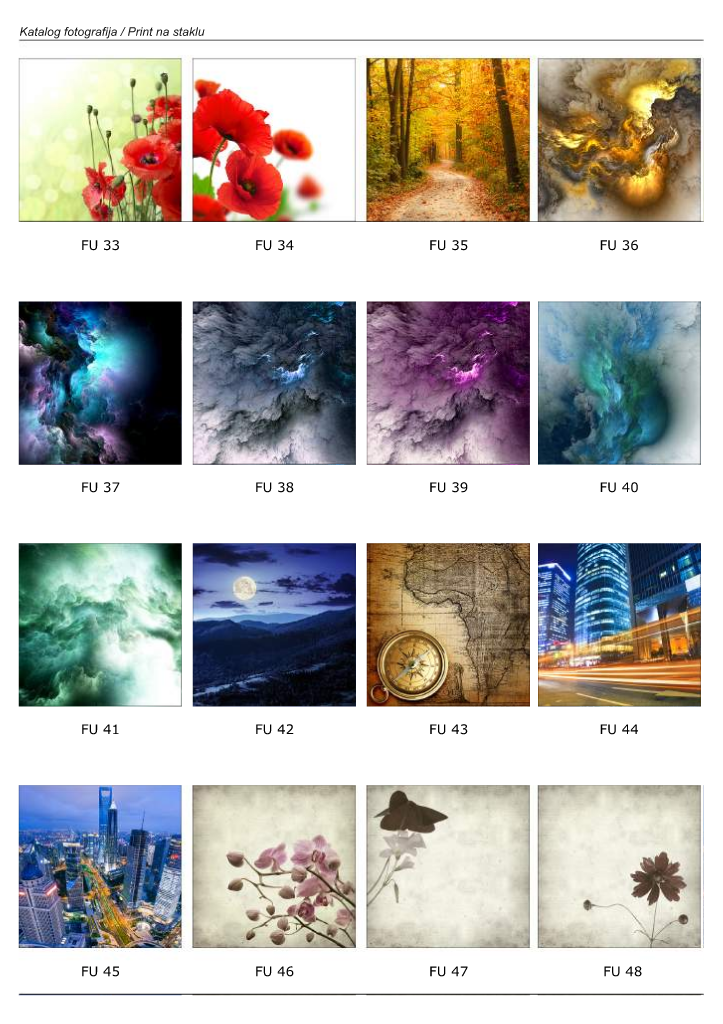 Katalog fotografija / Print na staklu
FU 33
FU 34
FU 35
FU 36
FU 37
FU 38
FU 39
FU 40
FU 41
FU 42
FU 43
FU 44
FU 45
FU 46
FU 47
FU 48